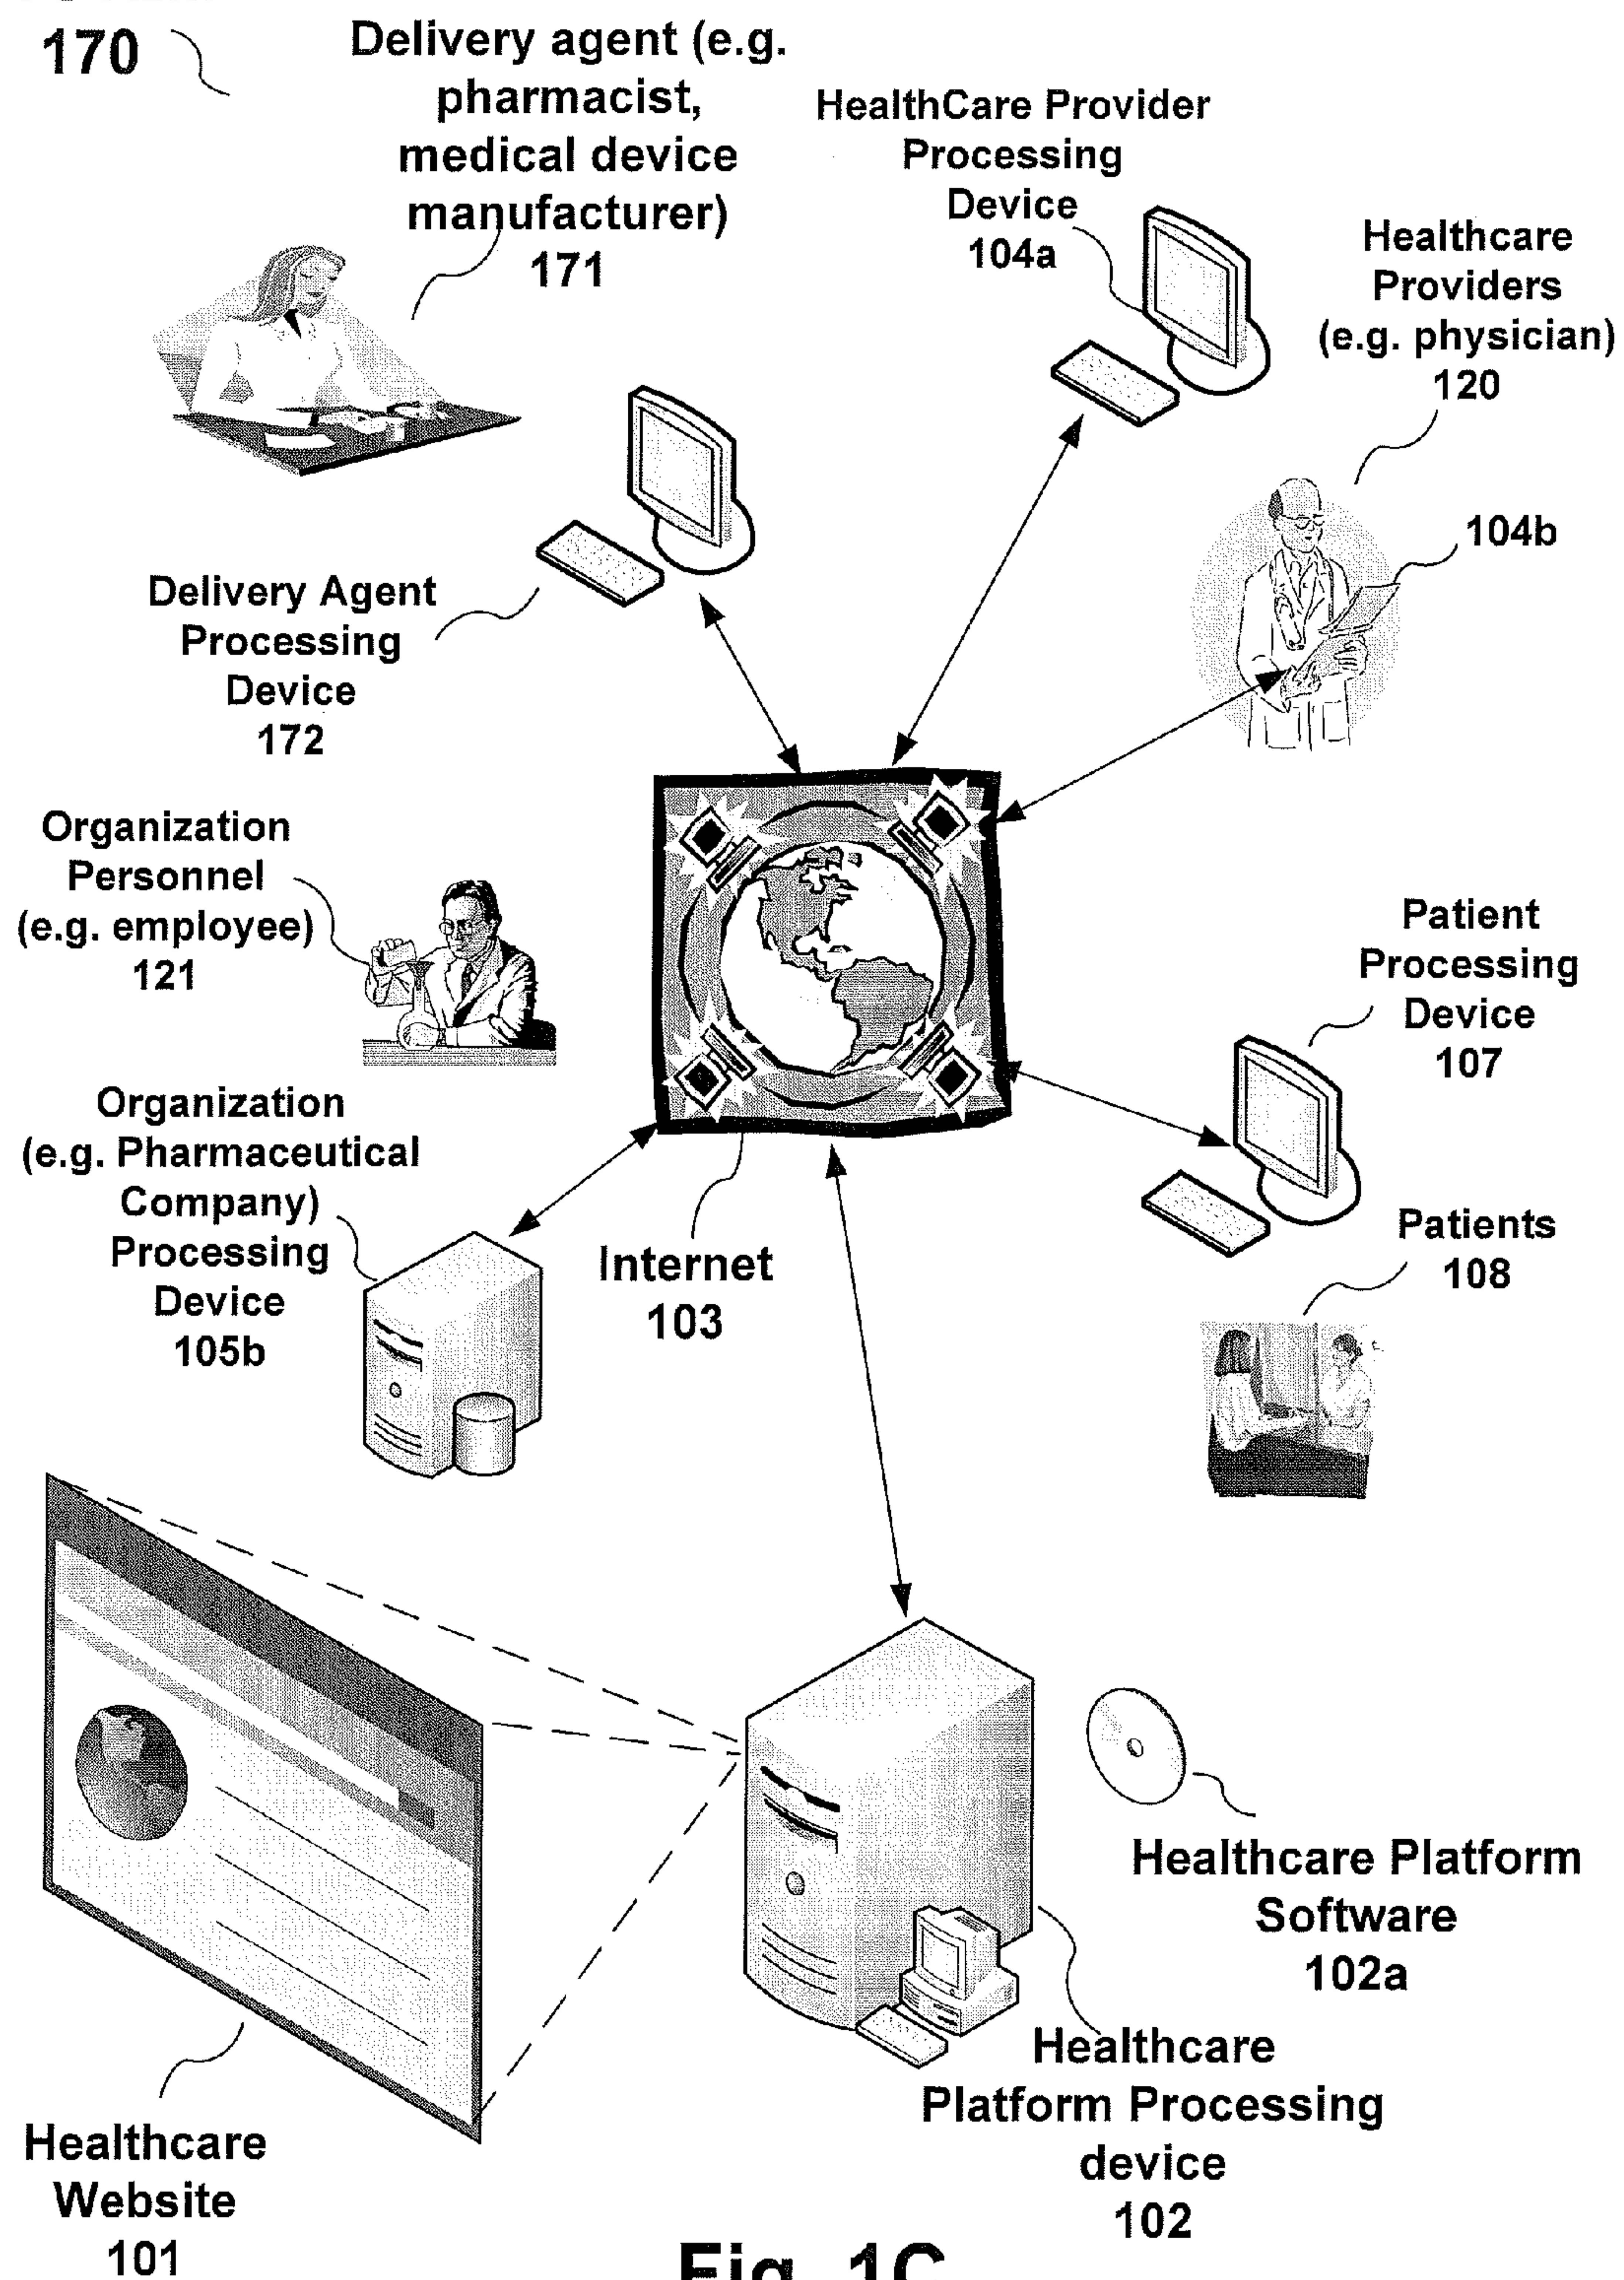 170
Delivery agent (e.g.
pharmacist,
medical device
manufacturer)
171
HealthCare Provider
Processing
Device
104a
Healthcare
Providers
(e.g. physician)
120
104b
Delivery Agent
Processing
Device
172
Organization
Personnel
(e.g. employee)
121
Patient
Processing
Device
107
Organization
(e.g. Pharmaceutical
Company)
Processing
Device
105b
Internet
103
Patients
108
Healthcare Platform
Software
102a
Healthcare
Platform Processing
device
102
Healthcare
Website
101
Fig. 1C